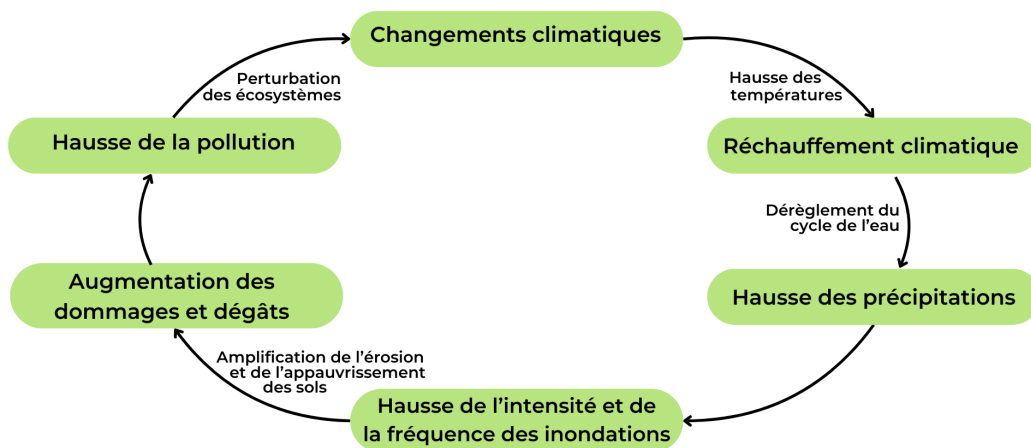 Changements climatiques
Hausse des
températures
Réchauffement climatique
Dérèglement du
cycle de l'eau
Hausse des précipitations
Hausse de l'intensité et de
la fréquence des inondations
Amplification de l'érosion
et de l'appauvrissement
des sols
Augmentation des
dommages et dégâts
Hausse de la pollution
Perturbation
des écosystèmes